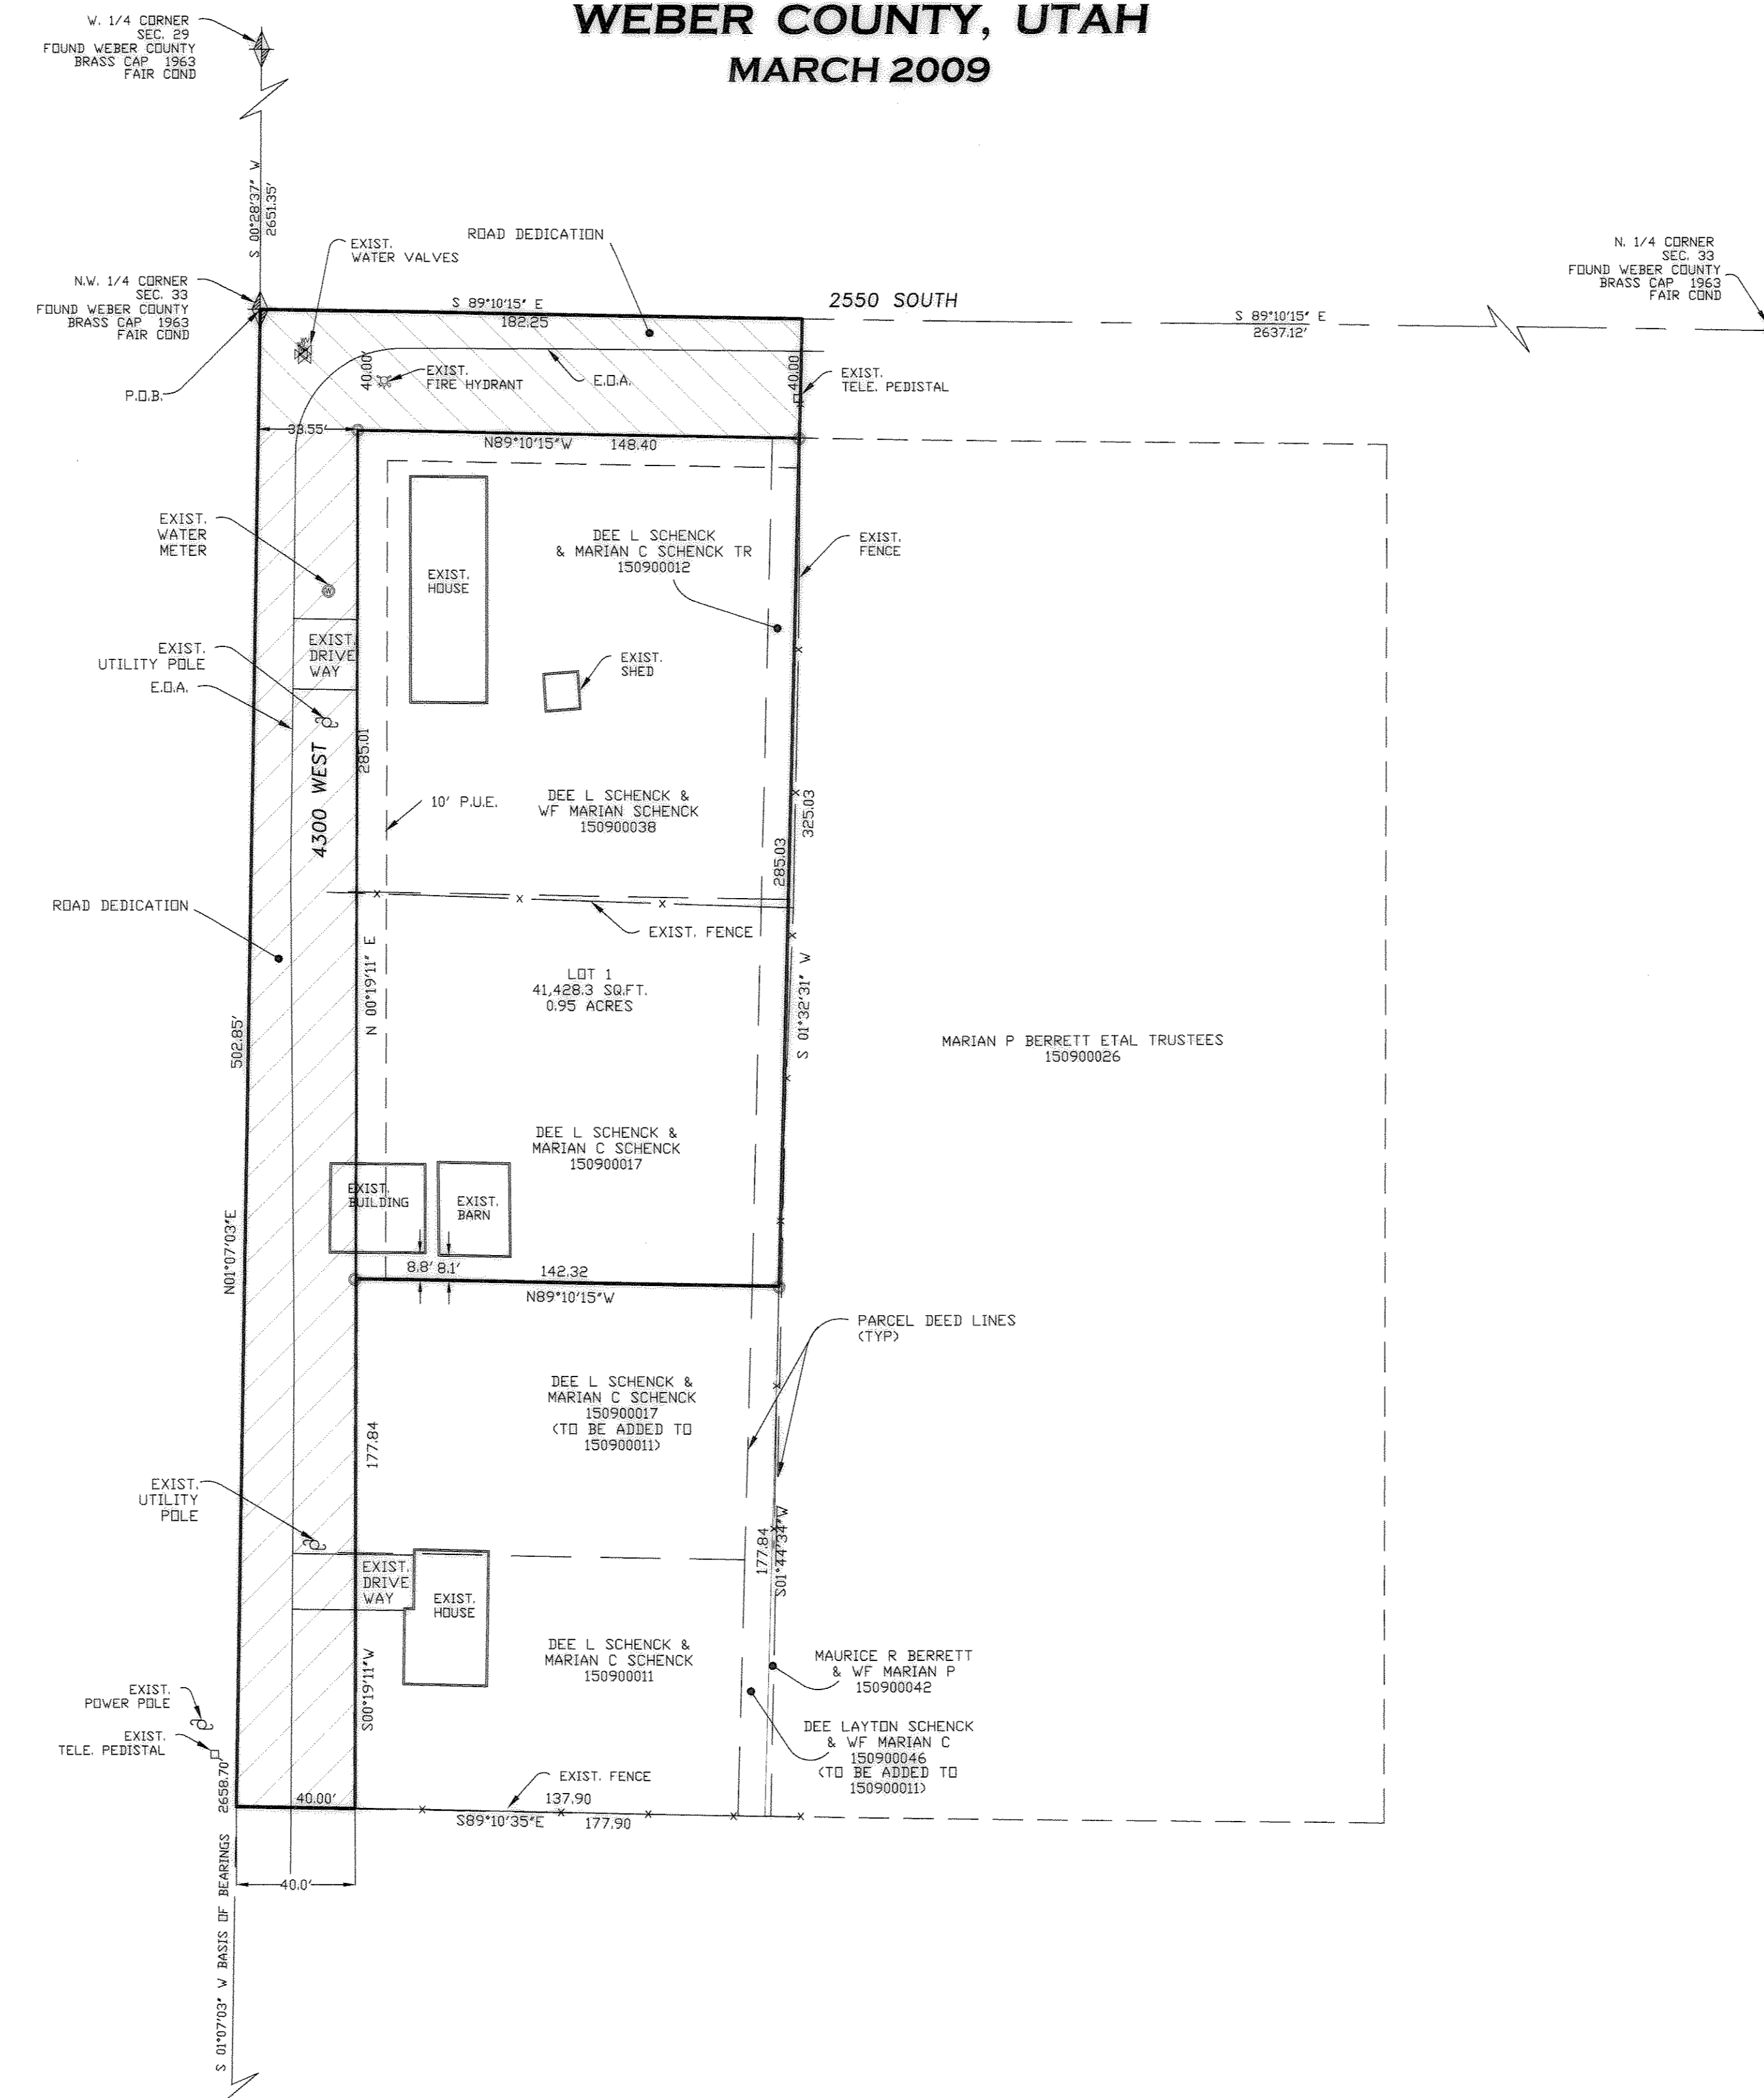 WEBER COUNTY, UTAH
MARCH 2009
W. 1/4 CORNER
SEC. 29
FOUND WEBER COUNTY
BRASS CAP 1963
FAIR COND
S 00°28'37" W
2651.35'
N.W. 1/4 CORNER
SEC. 33
FOUND WEBER COUNTY
BRASS CAP 1963
FAIR COND
P.O.B.
EXIST.
WATER VALVES
ROAD DEDICATION
S 89°10'15" E
182.25
2550 SOUTH
S 89°10'15" E
2637.12'
N. 1/4 CORNER
SEC. 33
FOUND WEBER COUNTY
BRASS CAP 1963
FAIR COND
40.00'
EXIST.
FIRE HYDRANT
E.O.A.
40.00
EXIST.
TELE. PEDISTAL
33.55'
N89°10'15"W
148.40
EXIST.
WATER
METER
EXIST.
HOUSE
DEE L SCHENCK
& MARIAN C SCHENCK TR
150900012
EXIST.
FENCE
EXIST.
UTILITY POLE
E.O.A.
EXIST.
DRIVE
WAY
EXIST.
SHED
4300 WEST
285.01
10' P.U.E.
DEE L SCHENCK &
WF MARIAN SCHENCK
150900038
325.03
285.03
ROAD DEDICATION
EXIST. FENCE
N 00°19'11" E
LOT 1
41,428.3 SQ.FT.
0.95 ACRES
S 01°32'31" W
502.85'
MARIAN P BERRETT ETAL TRUSTEES
150900026
DEE L SCHENCK &
MARIAN C SCHENCK
150900017
EXIST.
BUILDING
EXIST.
BARN
N01°07'03"E
8.8'
8.1'
142.32
N89°10'15"W
PARCEL DEED LINES
(TYP)
DEE L SCHENCK &
MARIAN C SCHENCK
150900017
(TO BE ADDED TO
150900011)
177.84
EXIST.
UTILITY
POLE
177.84
S01°44'34"W
EXIST.
DRIVE
WAY
EXIST.
HOUSE
S00°19'11"W
DEE L SCHENCK &
MARIAN C SCHENCK
150900011
MAURICE R BERRETT
& WF MARIAN P
150900042
EXIST.
POWER POLE
EXIST.
TELE. PEDISTAL
DEE LAYTON SCHENCK
& WF MARIAN C
150900046
(TO BE ADDED TO
150900011)
EXIST. FENCE
2658.70
40.00'
137.90
S89°10'35"E
177.90
40.0'
S 01°07'03" W BASIS OF BEARINGS